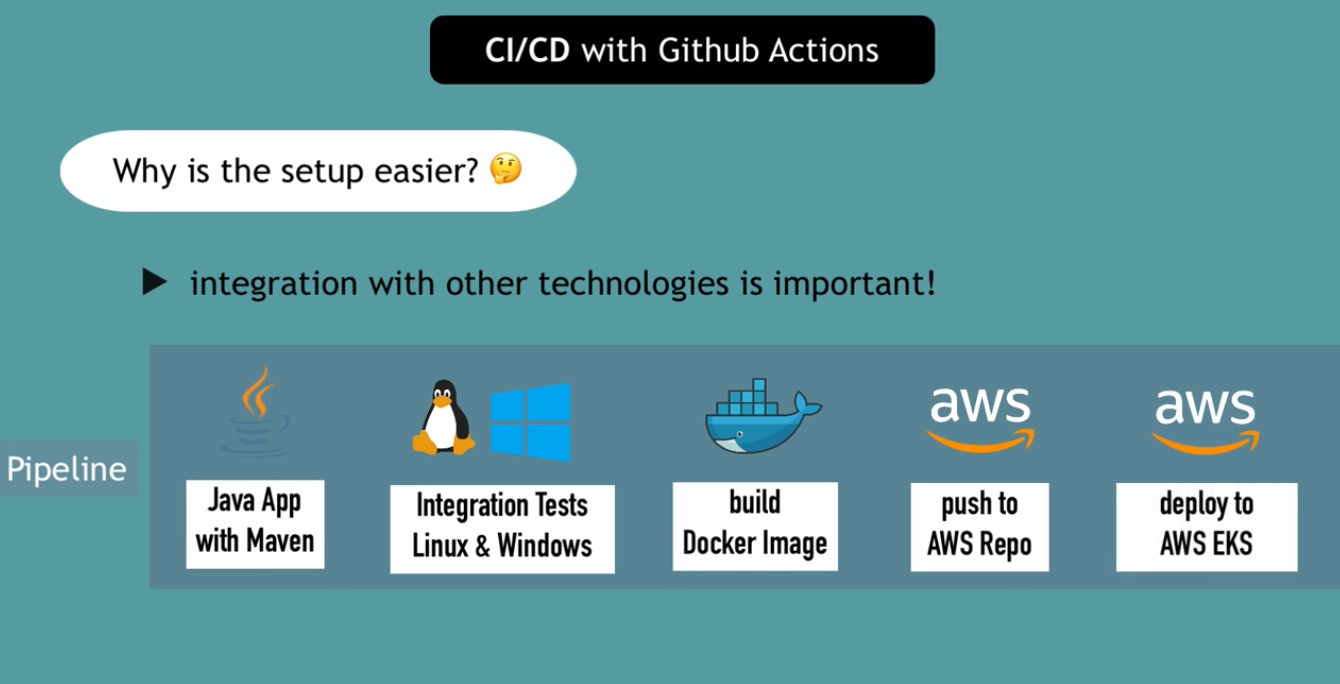 CI/CD with Github Actions
Why is the setup easier? 🤔
▶ integration with other technologies is important!
Pipeline
aws
aws
Java App
with Maven
Integration Tests
Linux & Windows
build
Docker Image
push to
AWS Repo
deploy to
AWS EKS